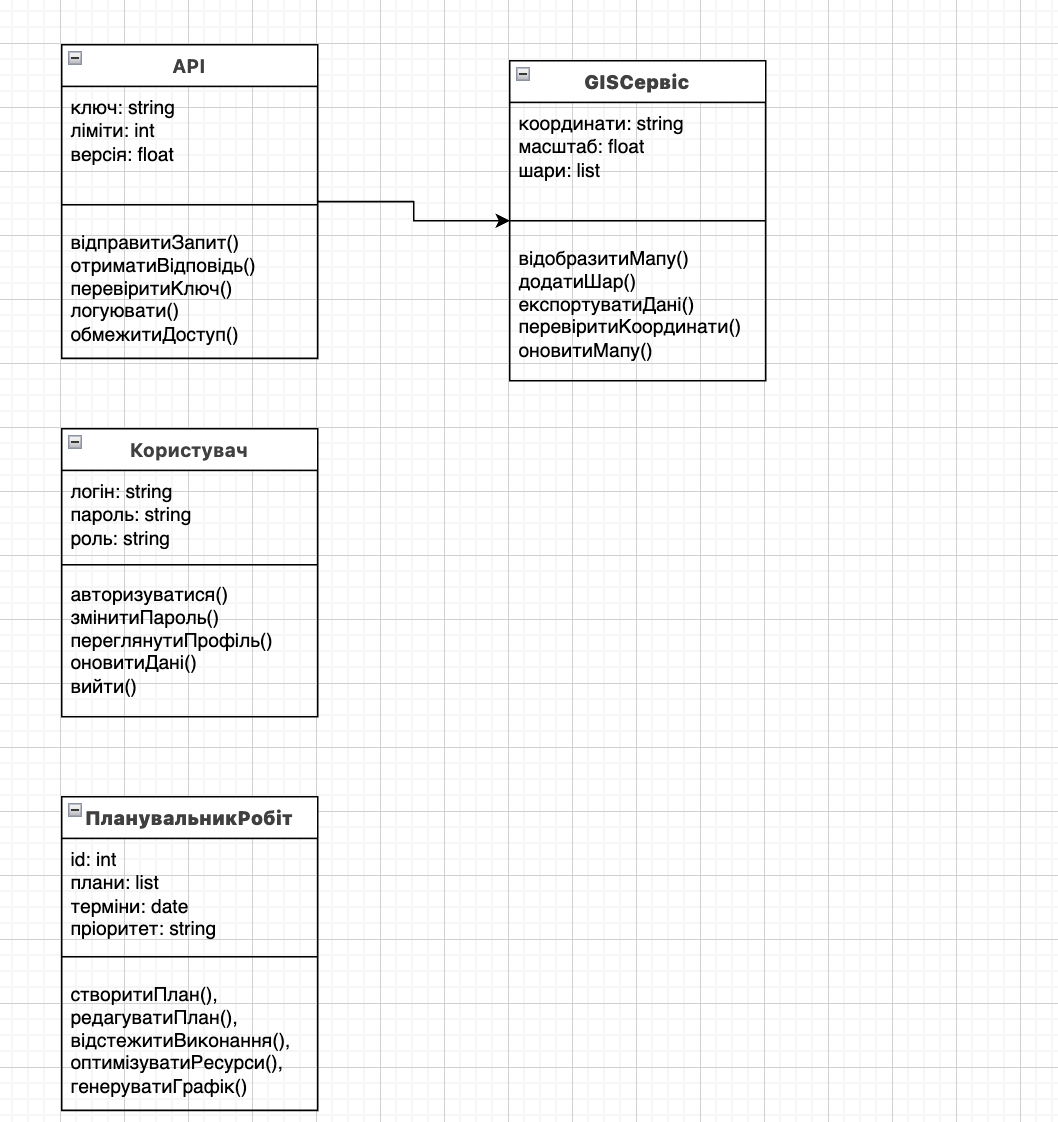 API
ключ: string
ліміти: int
версія: float
відправитиЗапит()
отриматиВідповідь()
перевіритиКлюч()
логуювати()
обмежитиДоступ()
GISСервіс
координати: string
масштаб: float
шари: list
відобразитиМапу()
додатиШар()
експортуватиДані()
перевіритиКоординати()
оновитиМапу()
Користувач
логін: string
пароль: string
роль: string
авторизуватися()
змінитиПароль()
переглянутиПрофіль()
оновитиДані()
вийти()
ПланувальникРобіт
id: int
плани: list
терміни: date
пріоритет: string
створитиПлан(),
редагуватиПлан(),
відстежитиВиконання(),
оптимізуватиРесурси(),
генеруватиГрафік()